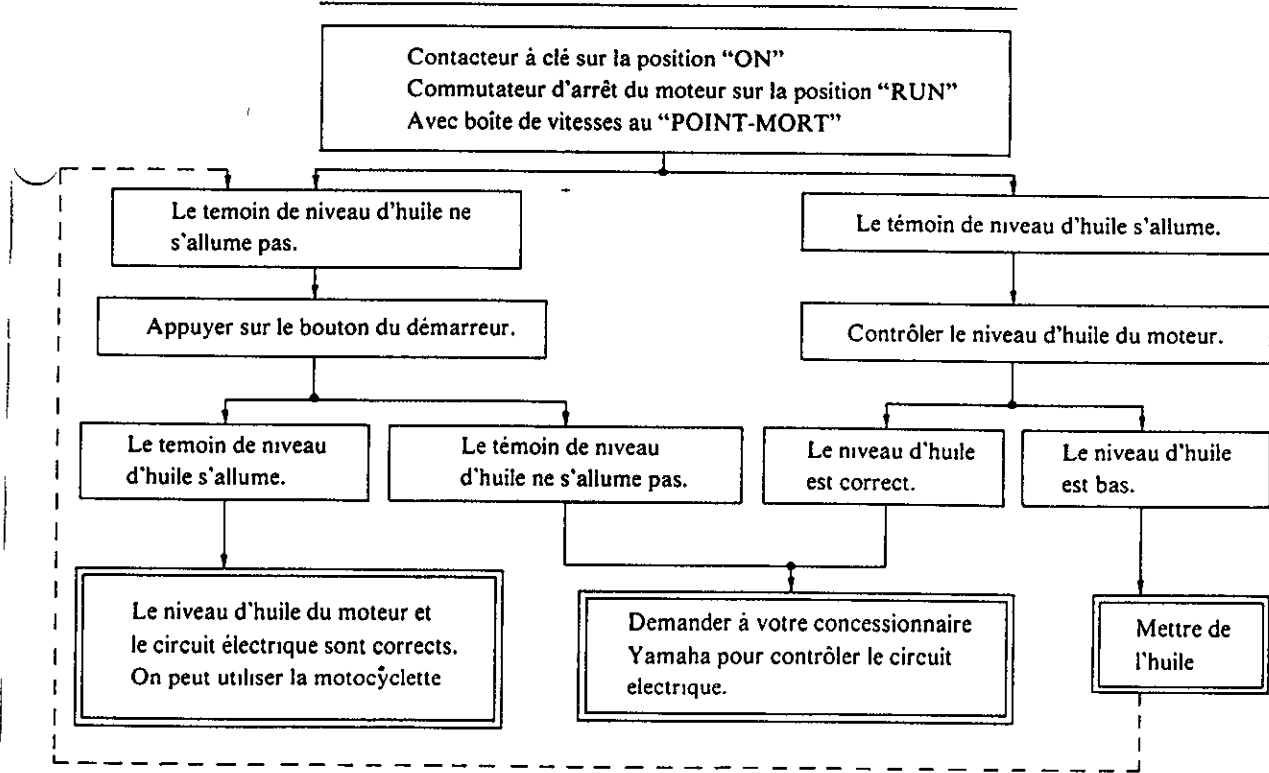 Contacteur à clé sur la position “ON”
Commutateur d'arrêt du moteur sur la position “RUN”
Avec boîte de vitesses au “POINT-MORT”
Le temoin de niveau d'huile ne
s'allume pas.
Le témoin de niveau d'huile s'allume.
Appuyer sur le bouton du démarreur.
Contrôler le niveau d'huile du moteur.
Le temoin de niveau
d'huile s'allume.
Le témoin de niveau
d'huile ne s'allume pas.
Le niveau d'huile
est correct.
Le niveau d'huile
est bas.
Le niveau d'huile du moteur et
le circuit électrique sont corrects.
On peut utiliser la motocyclette
Demander à votre concessionnaire
Yamaha pour contrôler le circuit
electrique.
Mettre de
l'huile